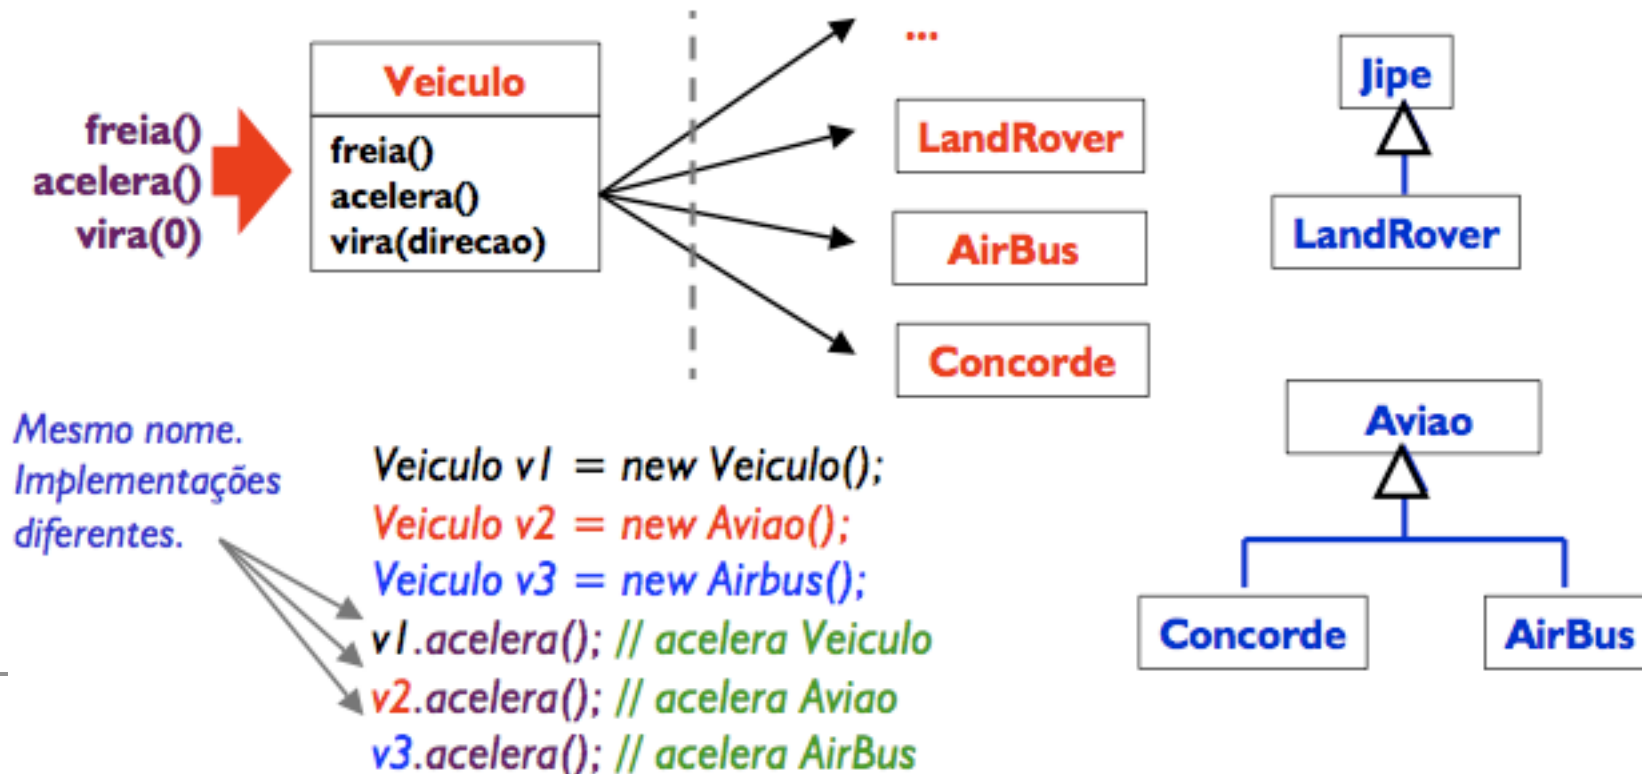 freia()
acelera()
vira(0)
Veiculo
freia()
acelera()
vira(direcao)
...
LandRover
AirBus
Concorde
Jipe
LandRover
Aviao
Concorde
AirBus
Mesmo nome.
Implementações
diferentes.
Veiculo v1 = new Veiculo();
Veiculo v2 = new Aviao();
Veiculo v3 = new Airbus();
v1.acelera(); // acelera Veiculo
v2.acelera(); // acelera Aviao
v3.acelera(); // acelera AirBus